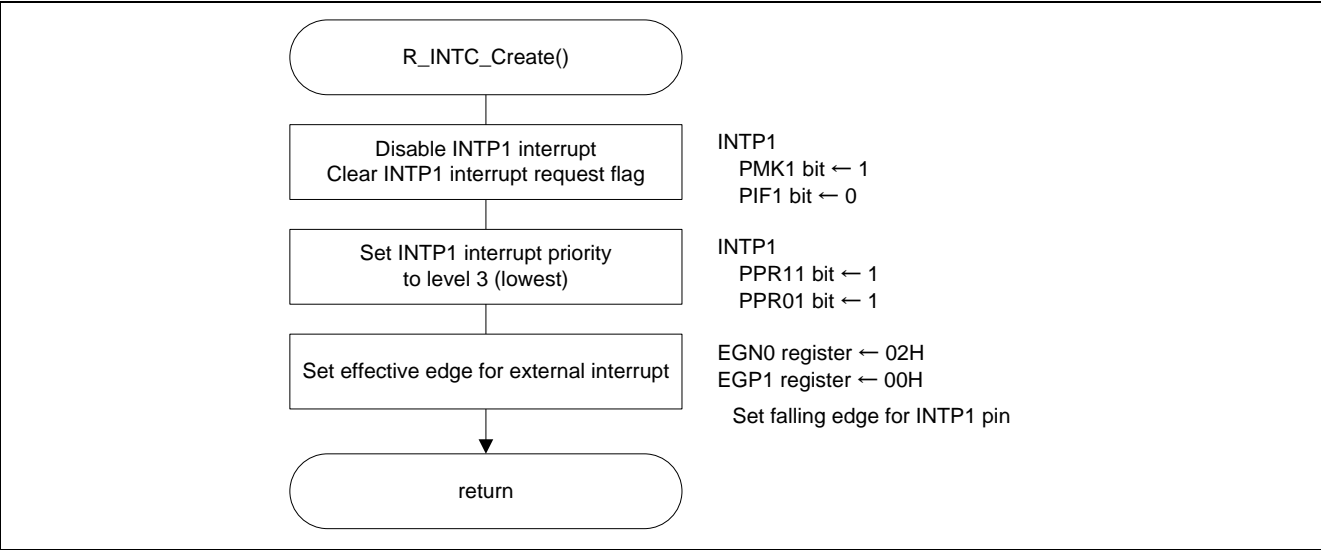 R_INTC_Create()
Disable INTP1 interrupt
Clear INTP1 interrupt request flag
INTP1
PMK1 bit ← 1
PIF1 bit ← 0
Set INTP1 interrupt priority
to level 3 (lowest)
INTP1
PPR11 bit ← 1
PPR01 bit ← 1
Set effective edge for external interrupt
EGN0 register ← 02H
EGP1 register ← 00H
Set falling edge for INTP1 pin
return